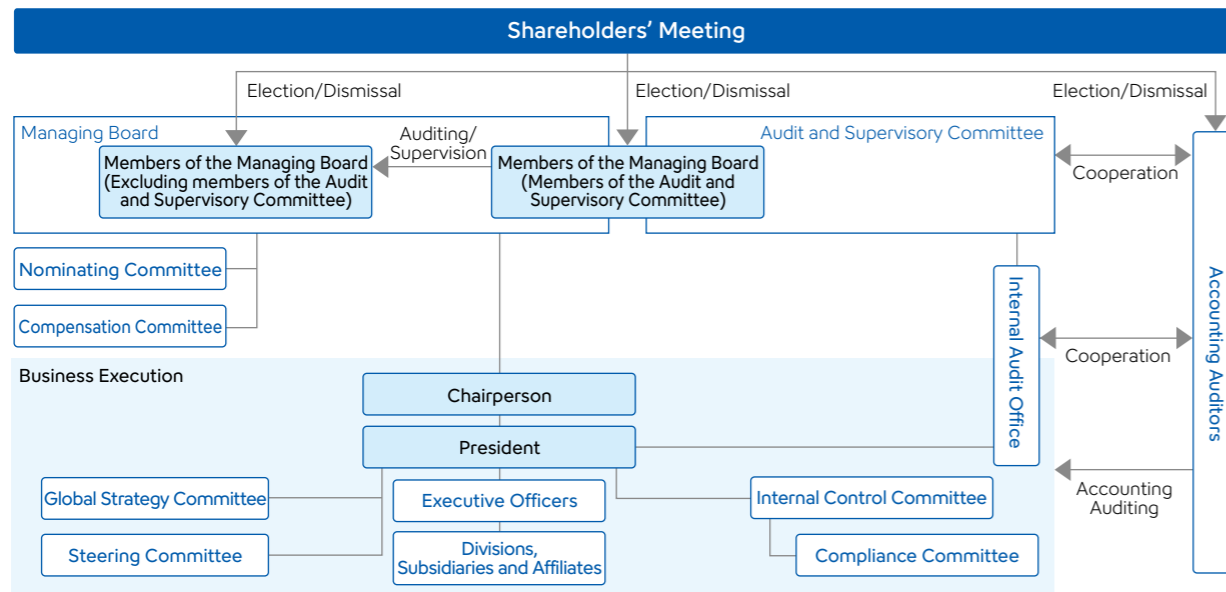 Shareholders' Meeting
Election/Dismissal
Election/Dismissal
Election/Dismissal
Managing Board
Auditing/
Supervision
Audit and Supervisory Committee
Members of the Managing Board
(Excluding members of the Audit
and Supervisory Committee)
Members of the Managing Board
(Members of the Audit and
Supervisory Committee)
Cooperation
Nominating Committee
Compensation Committee
Internal Audit Office
Cooperation
Accounting Auditors
Business Execution
Chairperson
President
Global Strategy Committee
Executive Officers
Internal Control Committee
Accounting
Auditing
Steering Committee
Divisions,
Subsidiaries and Affiliates
Compliance Committee